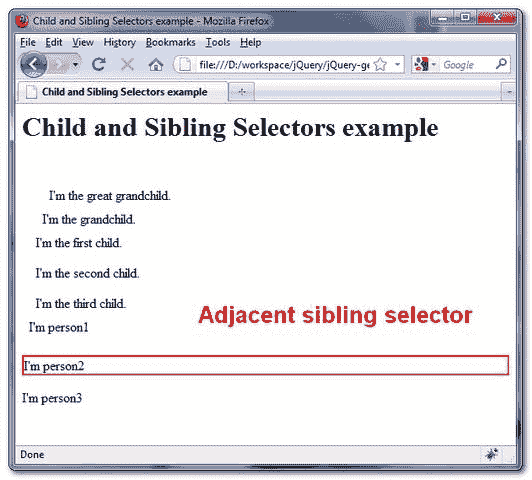 Child and Sibling Selectors example - Mozilla Firefox
File Edit View History Bookmarks Tools Help
file:///D:/workspace/jQuery/jQuery-ge Google
Child and Sibling Selectors example
Child and Sibling Selectors example
I'm the great grandchild.
I'm the grandchild.
I'm the first child.
I'm the second child.
I'm the third child.
Adjacent sibling selector
I'm person1
I'm person2
I'm person3
Done